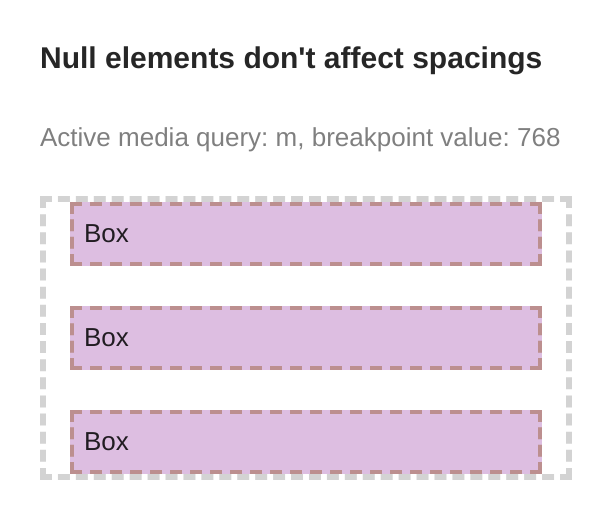 Null elements don't affect spacings
Active media query: m, breakpoint value: 768
Box
Box
Box